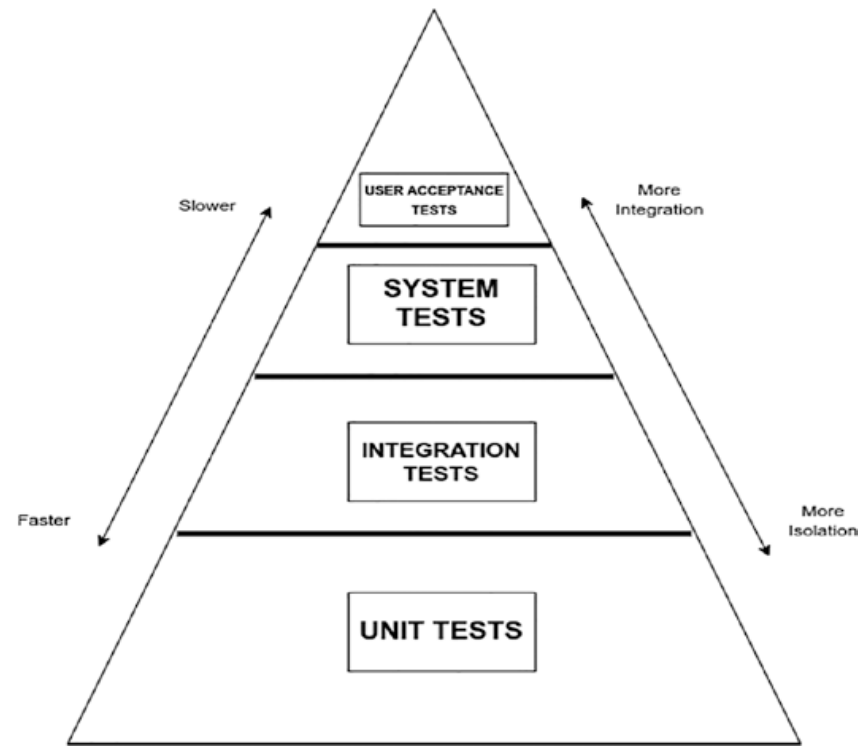 USER ACCEPTANCE
TESTS
Slower
More
Integration
SYSTEM
TESTS
INTEGRATION
TESTS
Faster
More
Isolation
UNIT TESTS